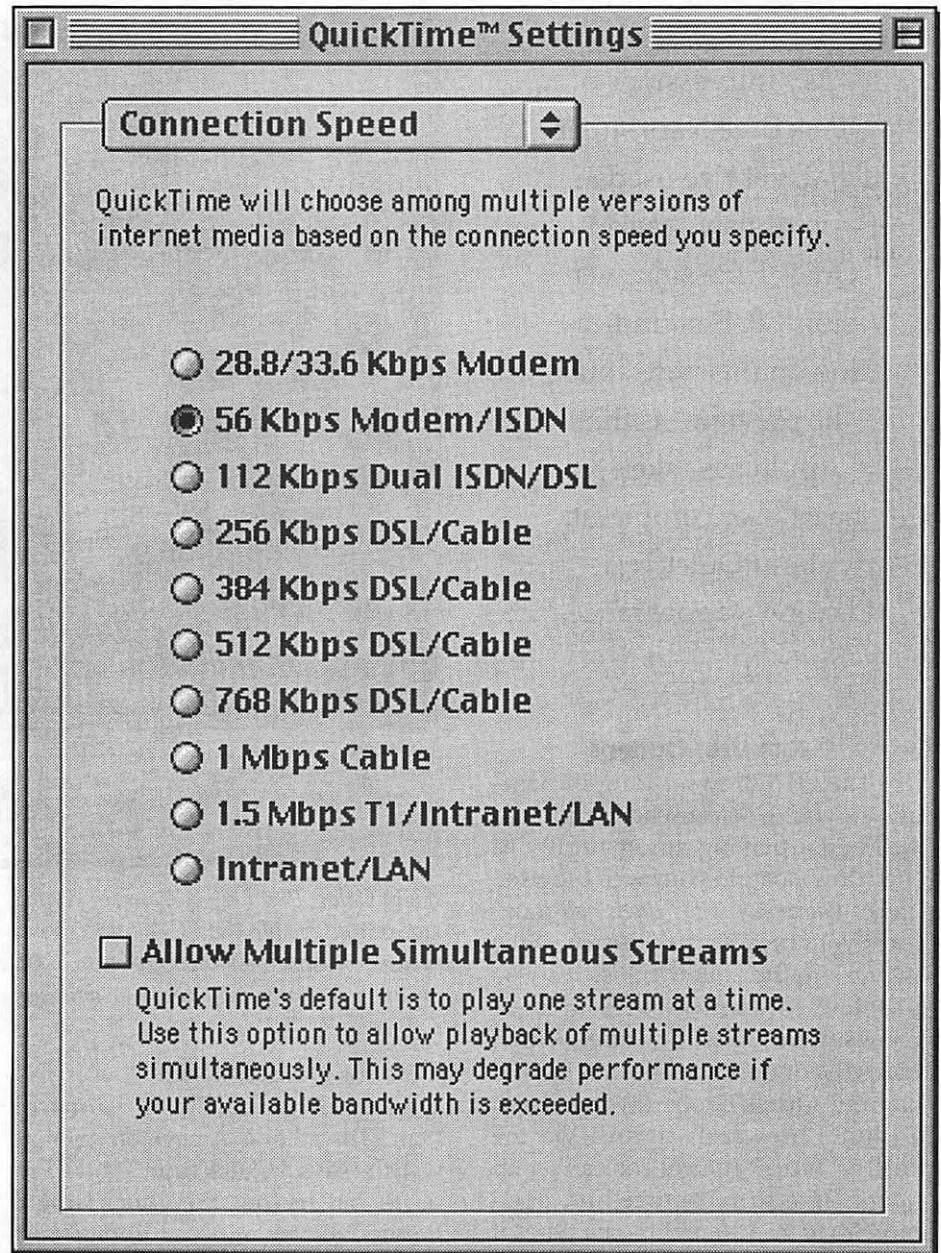 QuickTime™ Settings
Connection Speed
QuickTime will choose among multiple versions of
internet media based on the connection speed you specify.
28.8/33.6 Kbps Modem
56 Kbps Modem/ISDN
112 Kbps Dual ISDN/DSL
256 Kbps DSL/Cable
384 Kbps DSL/Cable
512 Kbps DSL/Cable
768 Kbps DSL/Cable
1 Mbps Cable
1.5 Mbps T1/Intranet/LAN
Intranet/LAN
Allow Multiple Simultaneous Streams
QuickTime's default is to play one stream at a time.
Use this option to allow playback of multiple streams
simultaneously. This may degrade performance if
your available bandwidth is exceeded.